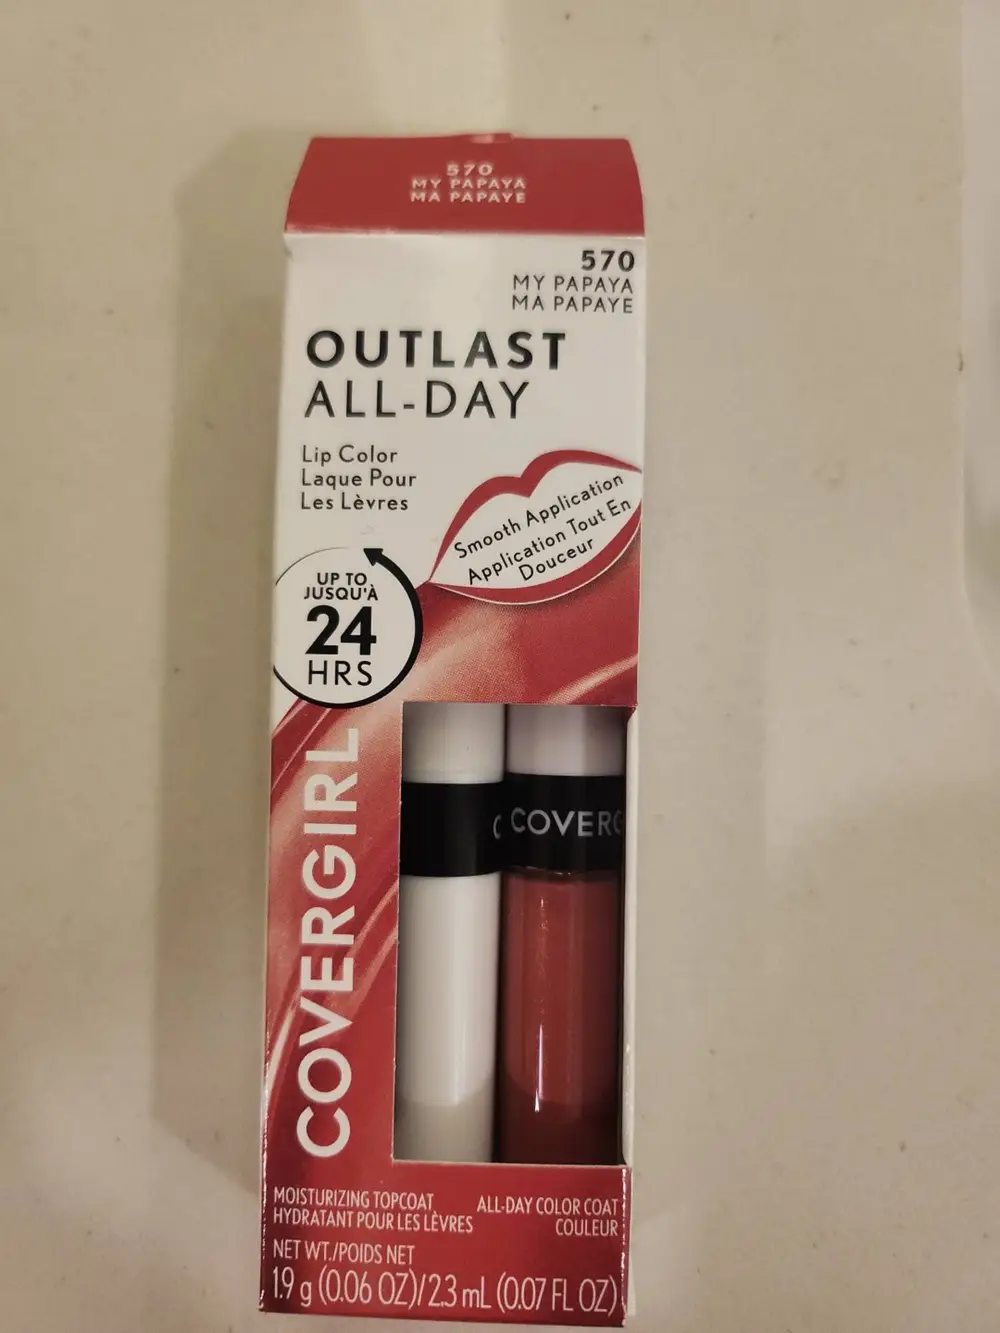 570
MY PAPAYA
MA PAPAYE
570
MY PAPAYA
MA PAPAYE
OUTLAST
ALL-DAY
Lip Color
Laque Pour
Les Lèvres
Smooth Application
Application Tout En
Douceur
UP TO
JUSQU'À
24
HRS
COVERGIRL
C
COVERG
MOISTURIZING TOPCOAT
HYDRATANT POUR LES LÈVRES
ALL-DAY COLOR COAT
COULEUR
NET WT./POIDS NET
1.9 g (0.06 OZ)/2.3 mL (0.07 FL OZ)